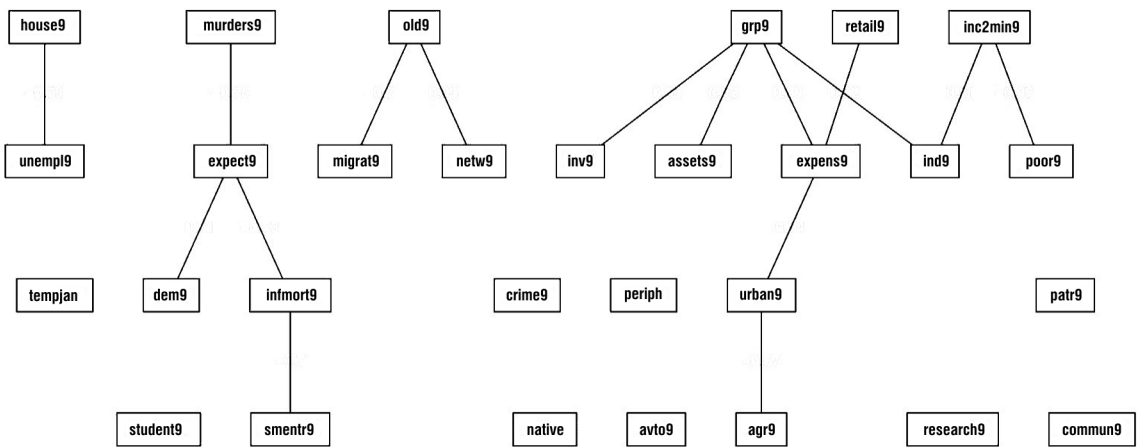 house9 murders9 old9 grp9 retail9 inc2min9
unempl9 expect9 migrat9 netw9 inv9 assets9 expens9 ind9 poor9
tempjan dem9 infmort9 crime9 periph urban9 patr9
student9 smentr9 native avto9 agr9 research9 commun9